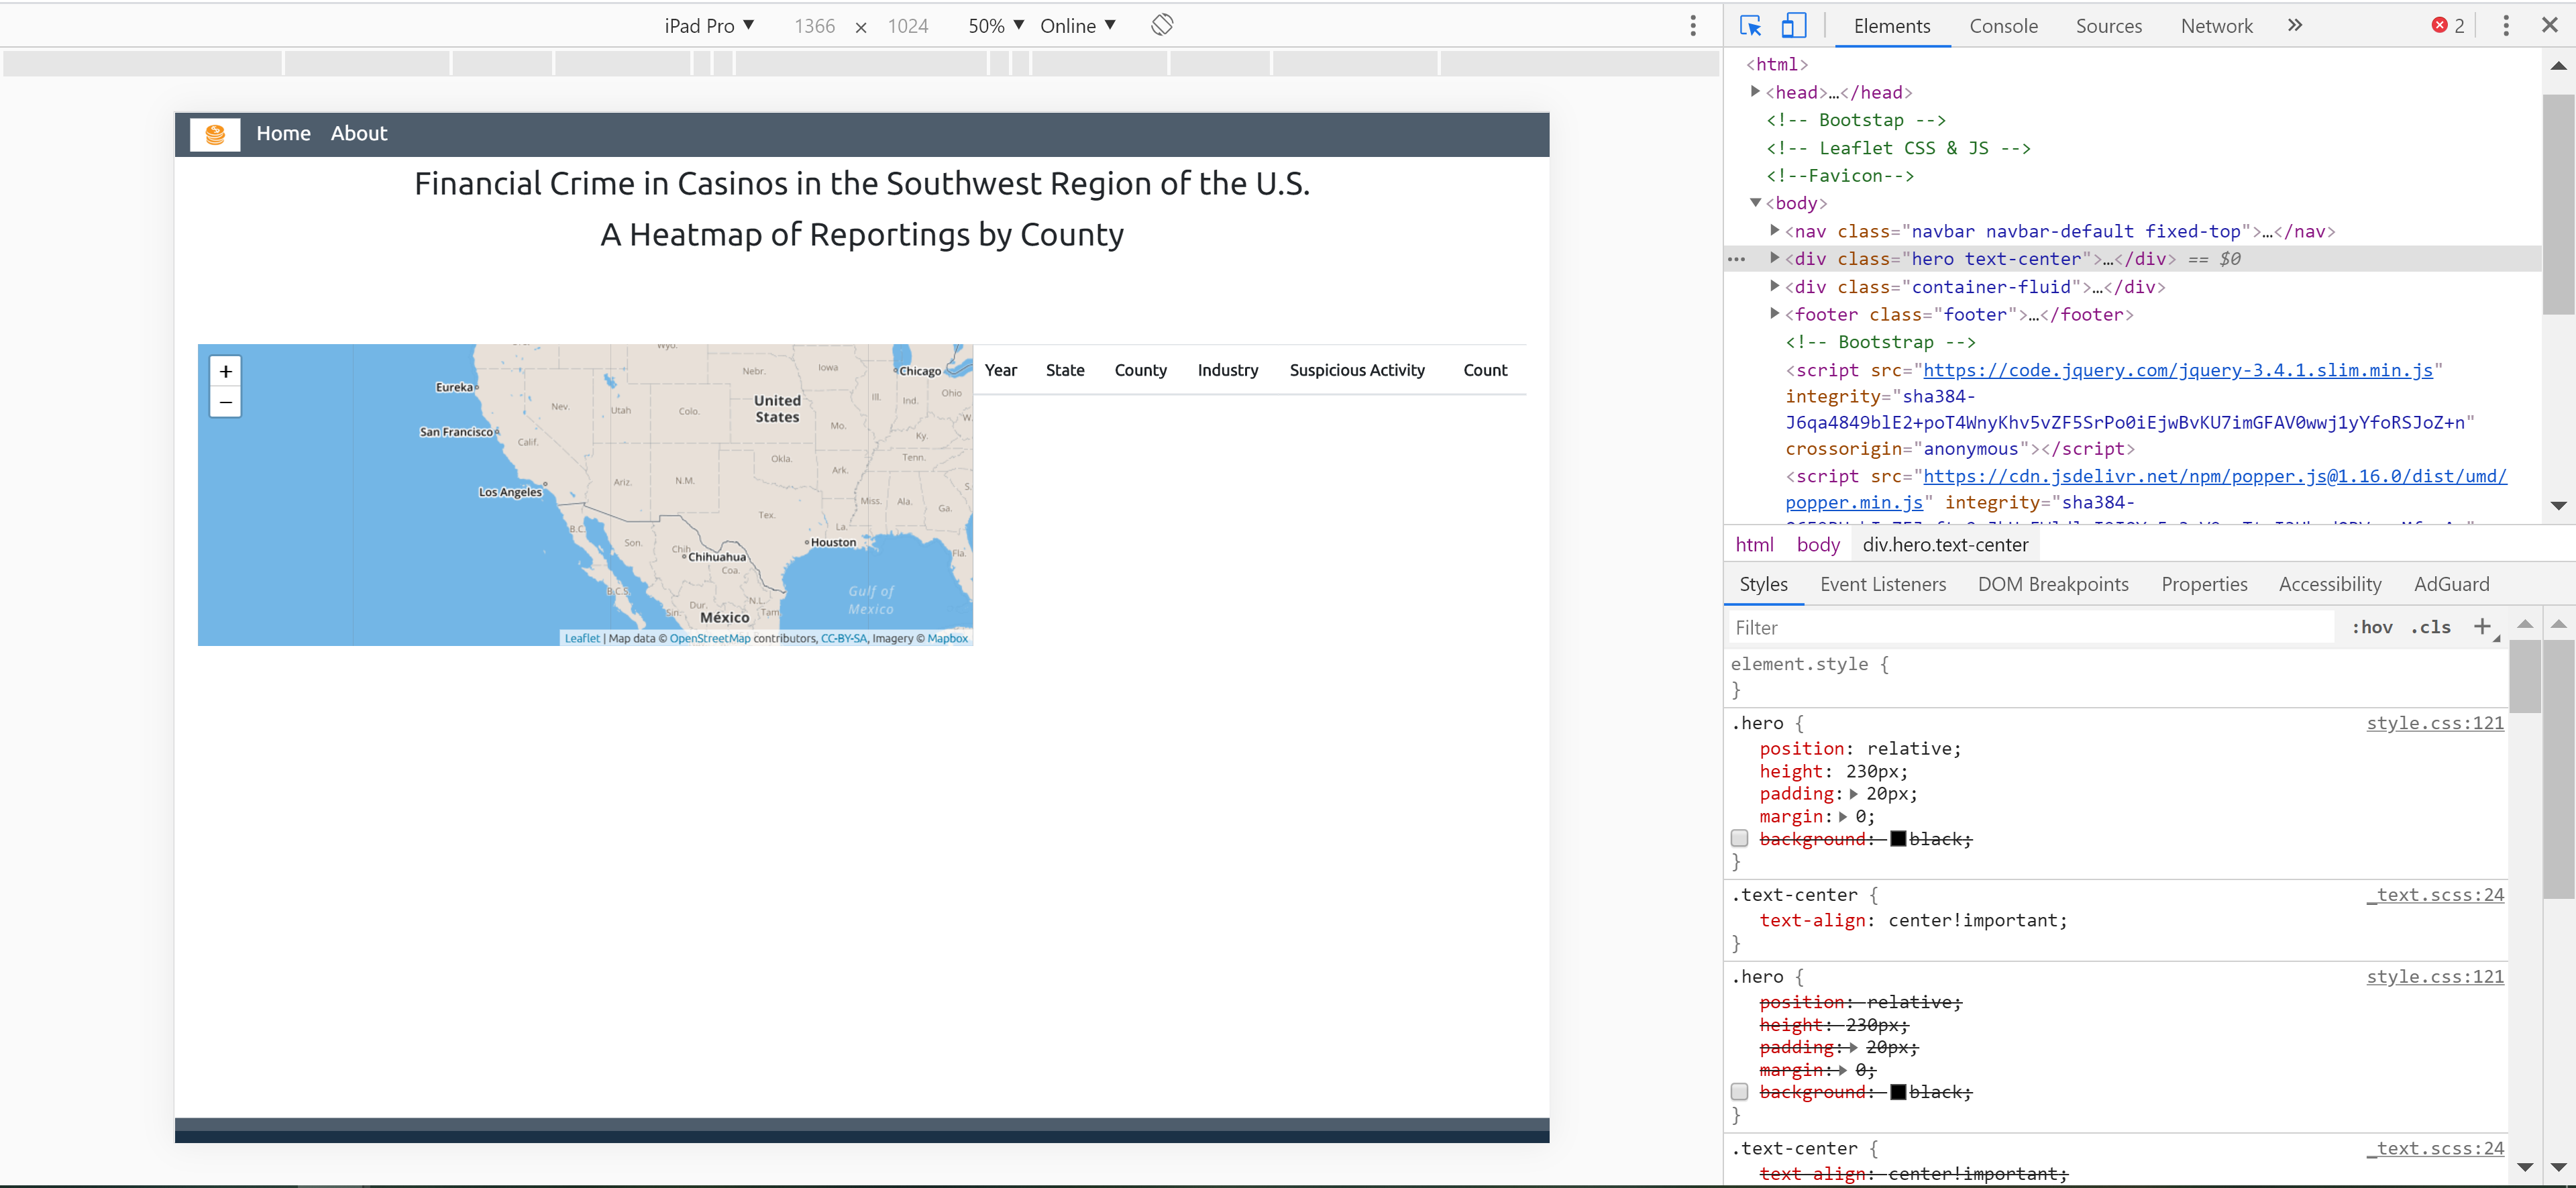 iPad Pro ▼ 1366 × 1024 50% ▼ Online ▼
Home About
Financial Crime in Casinos in the Southwest Region of the U.S.
A Heatmap of Reportings by County
+
−
Wyo.
Nebr.
Iowa
Chicago
Eureka
Nev.
Utah
Colo.
United
States
Ill.
Ind.
Ohio
San Francisco
Calif.
Mo.
W.
Ky.
Okla.
Ark.
Tenn.
Los Angeles
Ariz.
N.M.
Miss.
Ala.
S.
Ga.
Tex.
La.
B.C.
Son.
Chih
Chihuahua
Houston
Fla.
Coa.
B.C.S.
Gulf of
Mexico
Sin.
Dur.
N.L.
Tam
México
Leaflet | Map data © OpenStreetMap contributors, CC-BY-SA, Imagery © Mapbox
Year State County Industry Suspicious Activity Count
Elements Console Sources Network » 2
<html>
<head>…</head>
<!-- Bootstap -->
<!-- Leaflet CSS & JS -->
<!--Favicon-->
<body>
<nav class="navbar navbar-default fixed-top">…</nav>
… <div class="hero text-center">…</div> == $0
<div class="container-fluid">…</div>
<footer class="footer">…</footer>
<!-- Bootstrap -->
<script src="https://code.jquery.com/jquery-3.4.1.slim.min.js"
integrity="sha384-
J6qa4849blE2+poT4WnyKhv5vZF5SrPo0iEjwBvKU7imGFAV0wwj1yYfoRSJoZ+n"
crossorigin="anonymous"></script>
<script src="https://cdn.jsdelivr.net/npm/popper.js@1.16.0/dist/umd/
popper.min.js" integrity="sha384-
html body div.hero.text-center
Styles Event Listeners DOM Breakpoints Properties Accessibility AdGuard
Filter :hov .cls +
element.style {
}
.hero { style.css:121
position: relative;
height: 230px;
padding: 20px;
margin: 0;
background: black;
}
.text-center { _text.scss:24
text-align: center!important;
}
.hero { style.css:121
position: relative;
height: 230px;
padding: 20px;
margin: 0;
background: black;
}
.text-center { _text.scss:24
text-align: center!important;